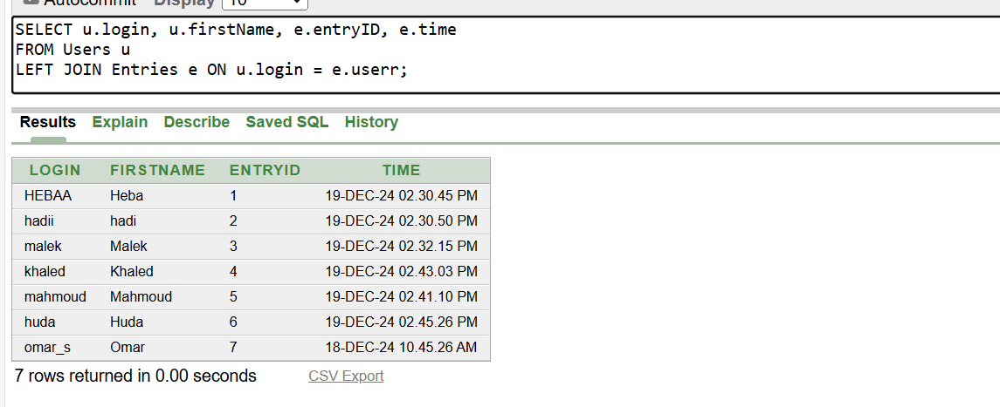 Autocommit Display 10
SELECT u.login, u.firstName, e.entryID, e.time
FROM Users u
LEFT JOIN Entries e ON u.login = e.userr;
Results Explain Describe Saved SQL History
LOGIN FIRSTNAME ENTRYID TIME
HEBAA Heba 1 19-DEC-24 02.30.45 PM
hadii hadi 2 19-DEC-24 02.30.50 PM
malek Malek 3 19-DEC-24 02.32.15 PM
khaled Khaled 4 19-DEC-24 02.43.03 PM
mahmoud Mahmoud 5 19-DEC-24 02.41.10 PM
huda Huda 6 19-DEC-24 02.45.26 PM
omar_s Omar 7 18-DEC-24 10.45.26 AM
7 rows returned in 0.00 seconds CSV Export